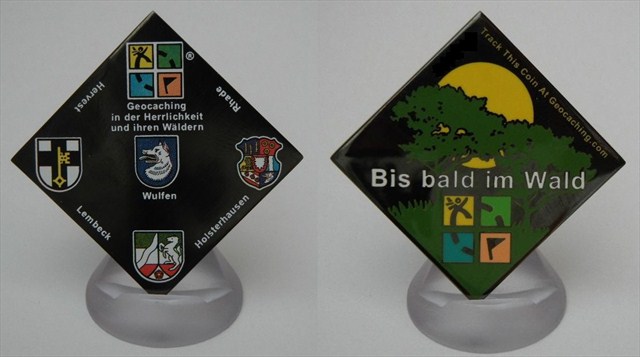 ®
Geocaching
in der Herrlichkeit
und ihren Wäldern
Hervest
Rhade
Wulfen
Lembeck
Holsterhausen
Track This Coin At Geocaching.com
Bis bald im Wald